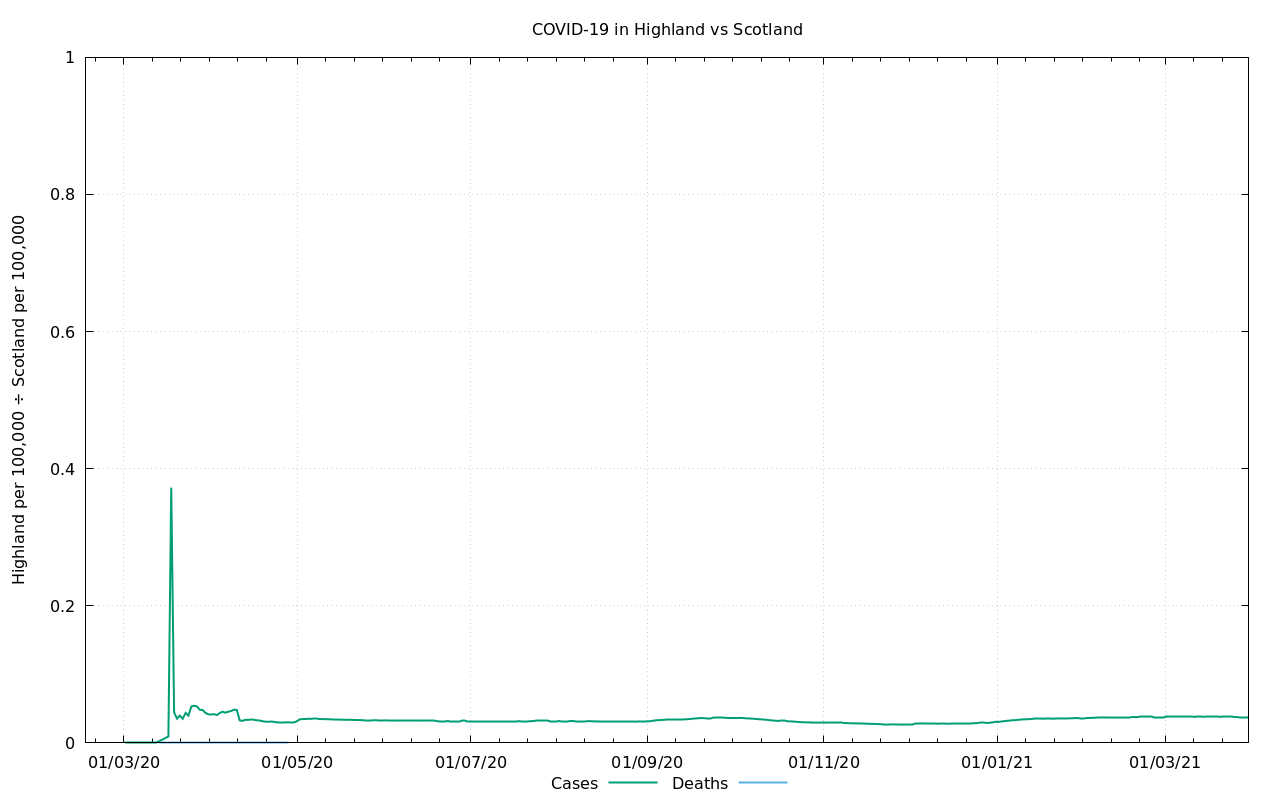 COVID-19 in Highland vs Scotland
Highland per 100,000 ÷ Scotland per 100,000
1
0.8
0.6
0.4
0.2
0
01/03/20 01/05/20 01/07/20 01/09/20 01/11/20 01/01/21 01/03/21
Cases Deaths